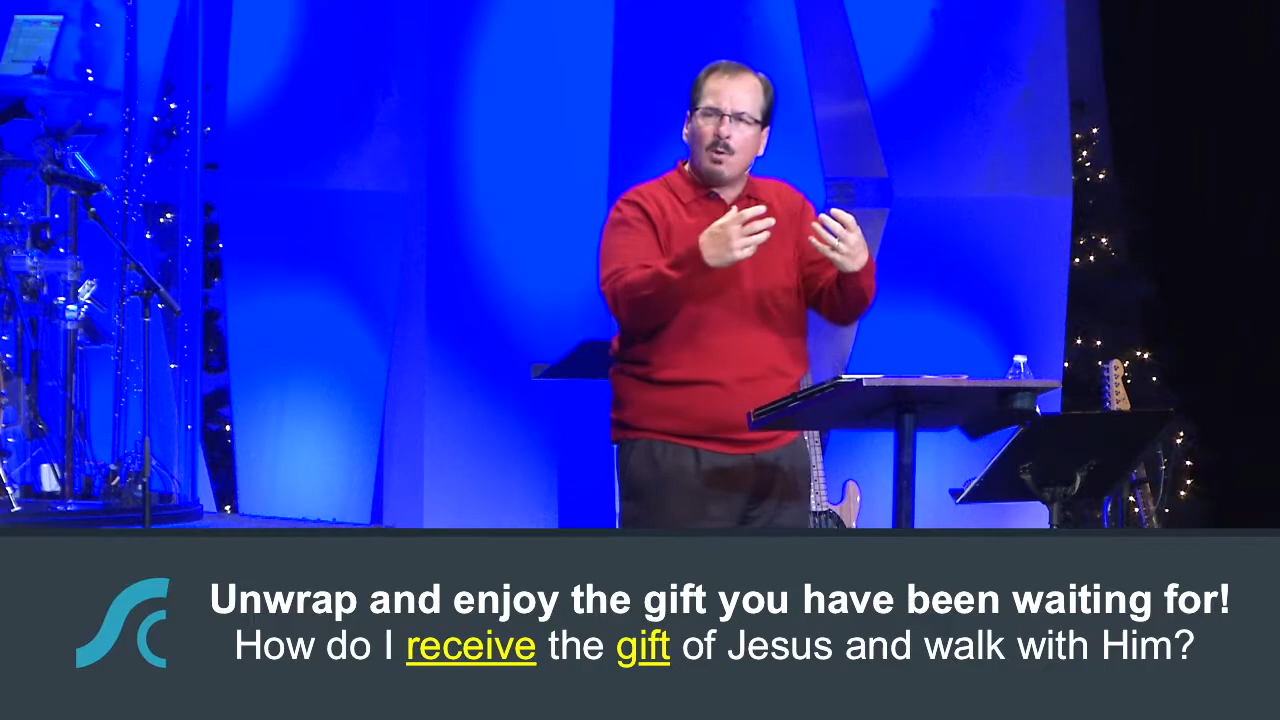 Unwrap and enjoy the gift you have been waiting for!
How do I receive the gift of Jesus and walk with Him?